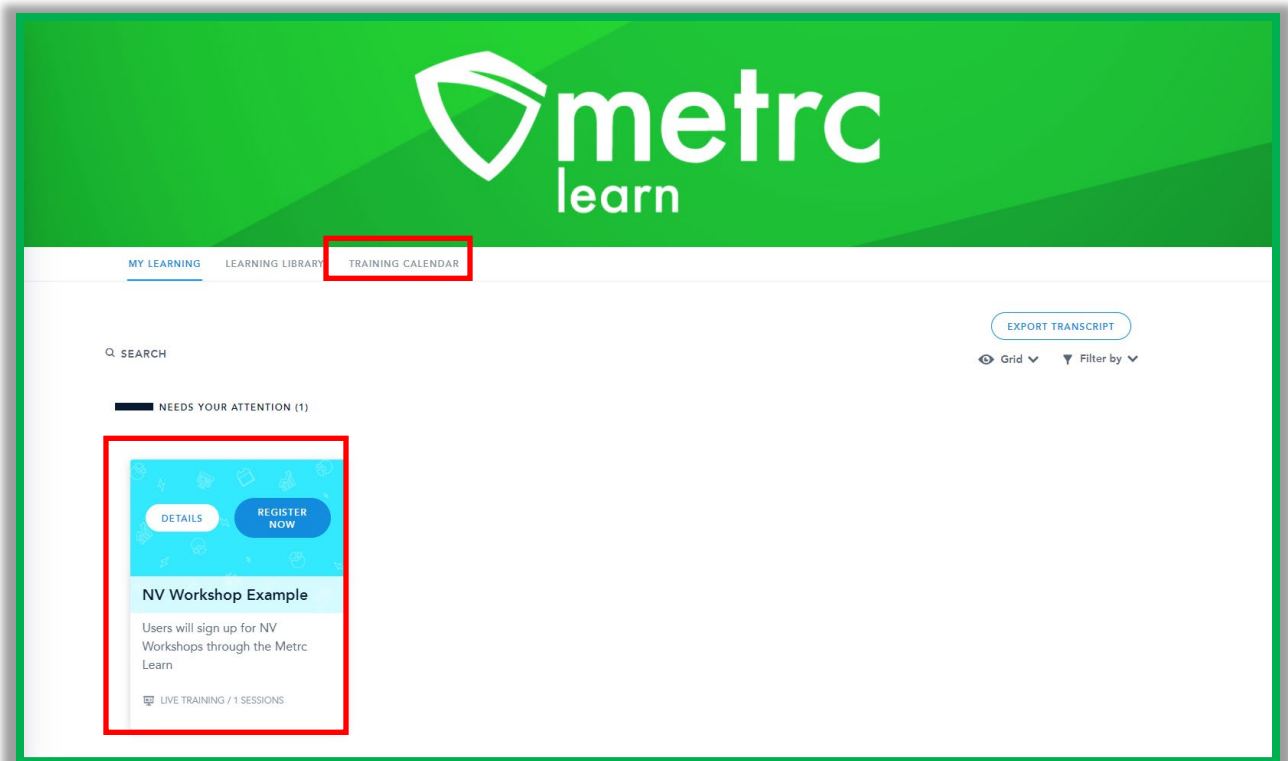 metrc
learn
MY LEARNING LEARNING LIBRARY TRAINING CALENDAR
EXPORT TRANSCRIPT
SEARCH
Grid Filter by
NEEDS YOUR ATTENTION (1)
DETAILS
REGISTER
NOW
NV Workshop Example
Users will sign up for NV
Workshops through the Metrc
Learn
LIVE TRAINING / 1 SESSIONS